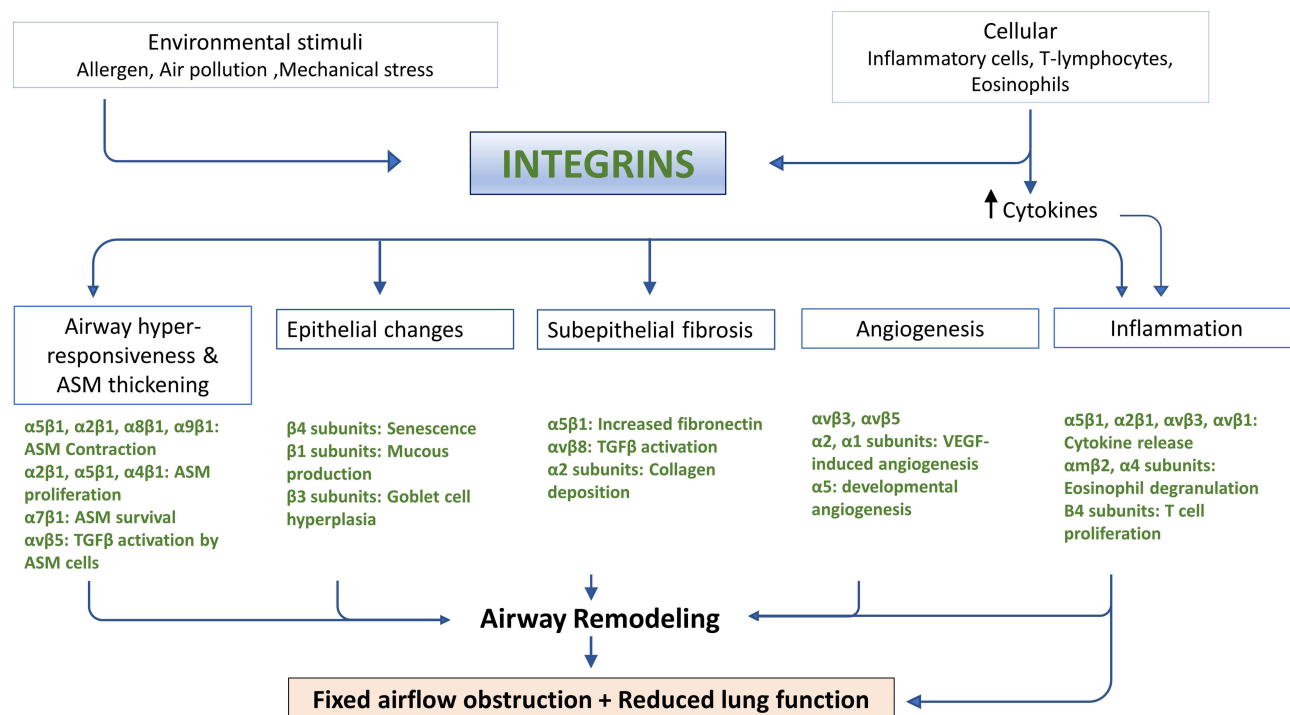 Environmental stimuli
Allergen, Air pollution ,Mechanical stress
Cellular
Inflammatory cells, T-lymphocytes,
Eosinophils
INTEGRINS
Cytokines
Airway hyper-
responsiveness &
ASM thickening
Epithelial changes
Subepithelial fibrosis
Angiogenesis
Inflammation
α5β1, α2β1, α8β1, α9β1:
ASM Contraction
α2β1, α5β1, α4β1: ASM
proliferation
α7β1: ASM survival
αvβ5: TGFβ activation by
ASM cells
β4 subunits: Senescence
β1 subunits: Mucous
production
β3 subunits: Goblet cell
hyperplasia
α5β1: Increased fibronectin
αvβ8: TGFβ activation
α2 subunits: Collagen
deposition
αvβ3, αvβ5
α2, α1 subunits: VEGF-
induced angiogenesis
α5: developmental
angiogenesis
α5β1, α2β1, αvβ3, αvβ1:
Cytokine release
αmβ2, α4 subunits:
Eosinophil degranulation
B4 subunits: T cell
proliferation
Airway Remodeling
Fixed airflow obstruction + Reduced lung function